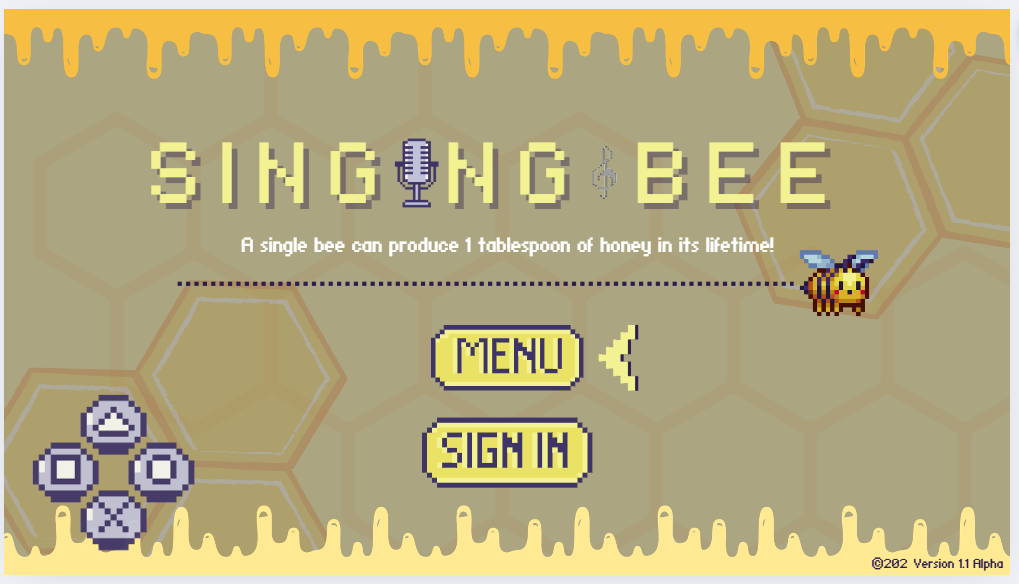 SINGING BEE
A single bee can produce 1 tablespoon of honey in its lifetime!
MENU
SIGN IN
©202 Version 1.1 Alpha